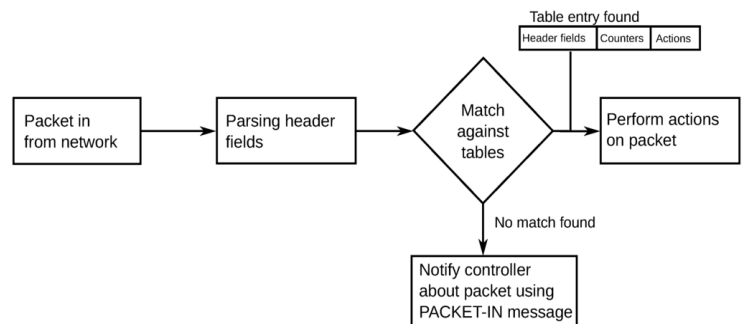 Table entry found
Header fields Counters Actions
Packet in
from network
Parsing header
fields
Match
against
tables
Perform actions
on packet
No match found
Notify controller
about packet using
PACKET-IN message